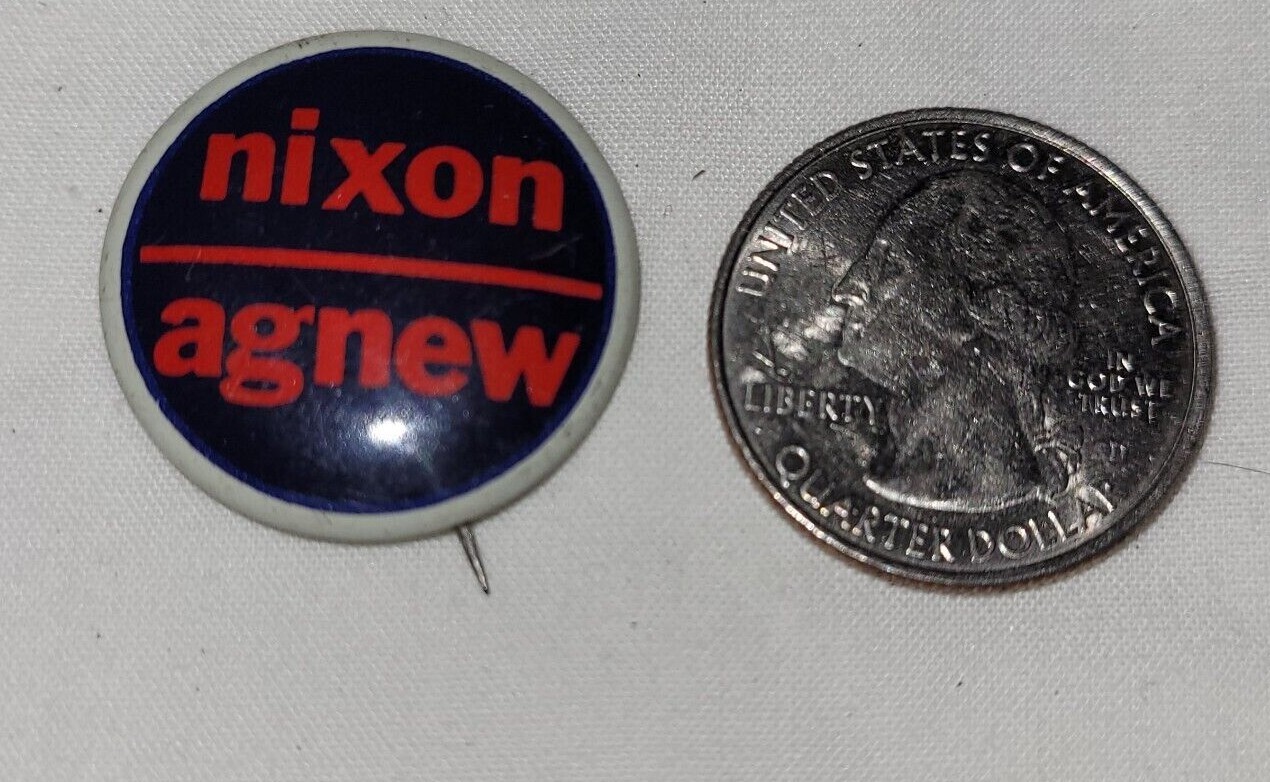 nixon
agnew
UNITED STATES OF AMERICA
LIBERTY
IN
GOD WE
TRUST
D
QUARTER DOLLAR